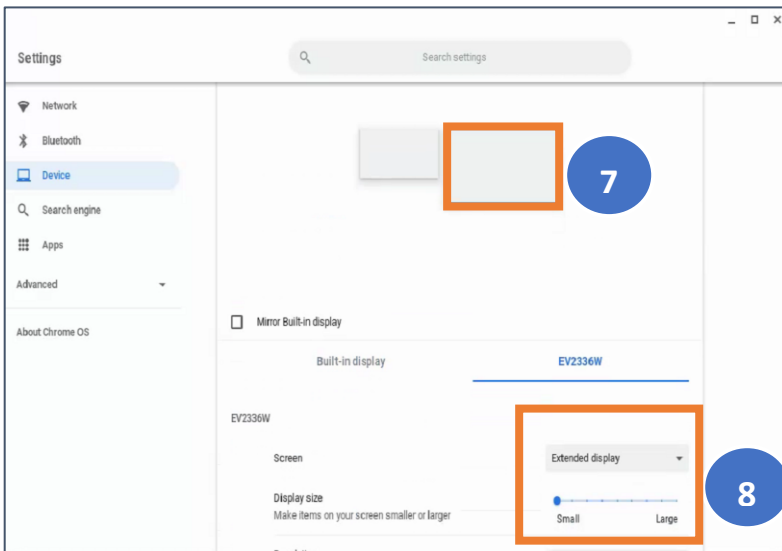 Settings
Search settings
Network
Bluetooth
Device
7
Search engine
Apps
Advanced
About Chrome OS
Mirror Built-in display
Built-in display EV2336W
EV2336W
Screen Extended display
Display size
Make items on your screen smaller or larger
Small Large
8